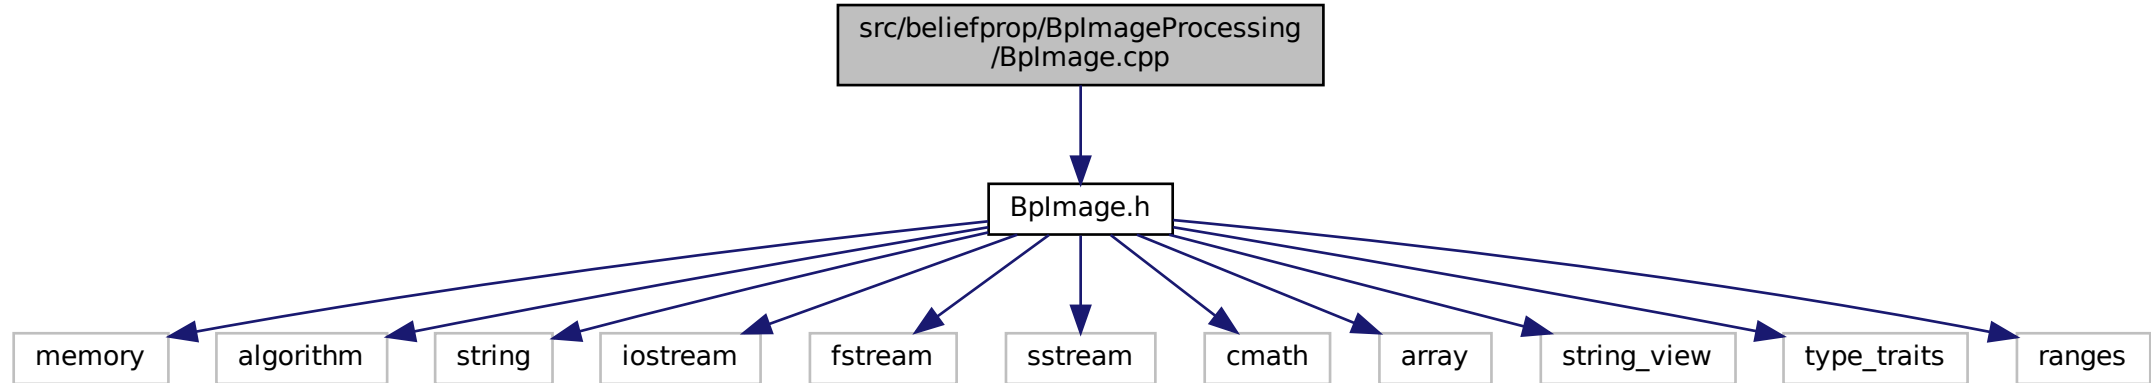 src/beliefprop/BpImageProcessing
/BpImage.cpp
BpImage.h
memory
algorithm
string
iostream
fstream
sstream
cmath
array
string_view
type_traits
ranges